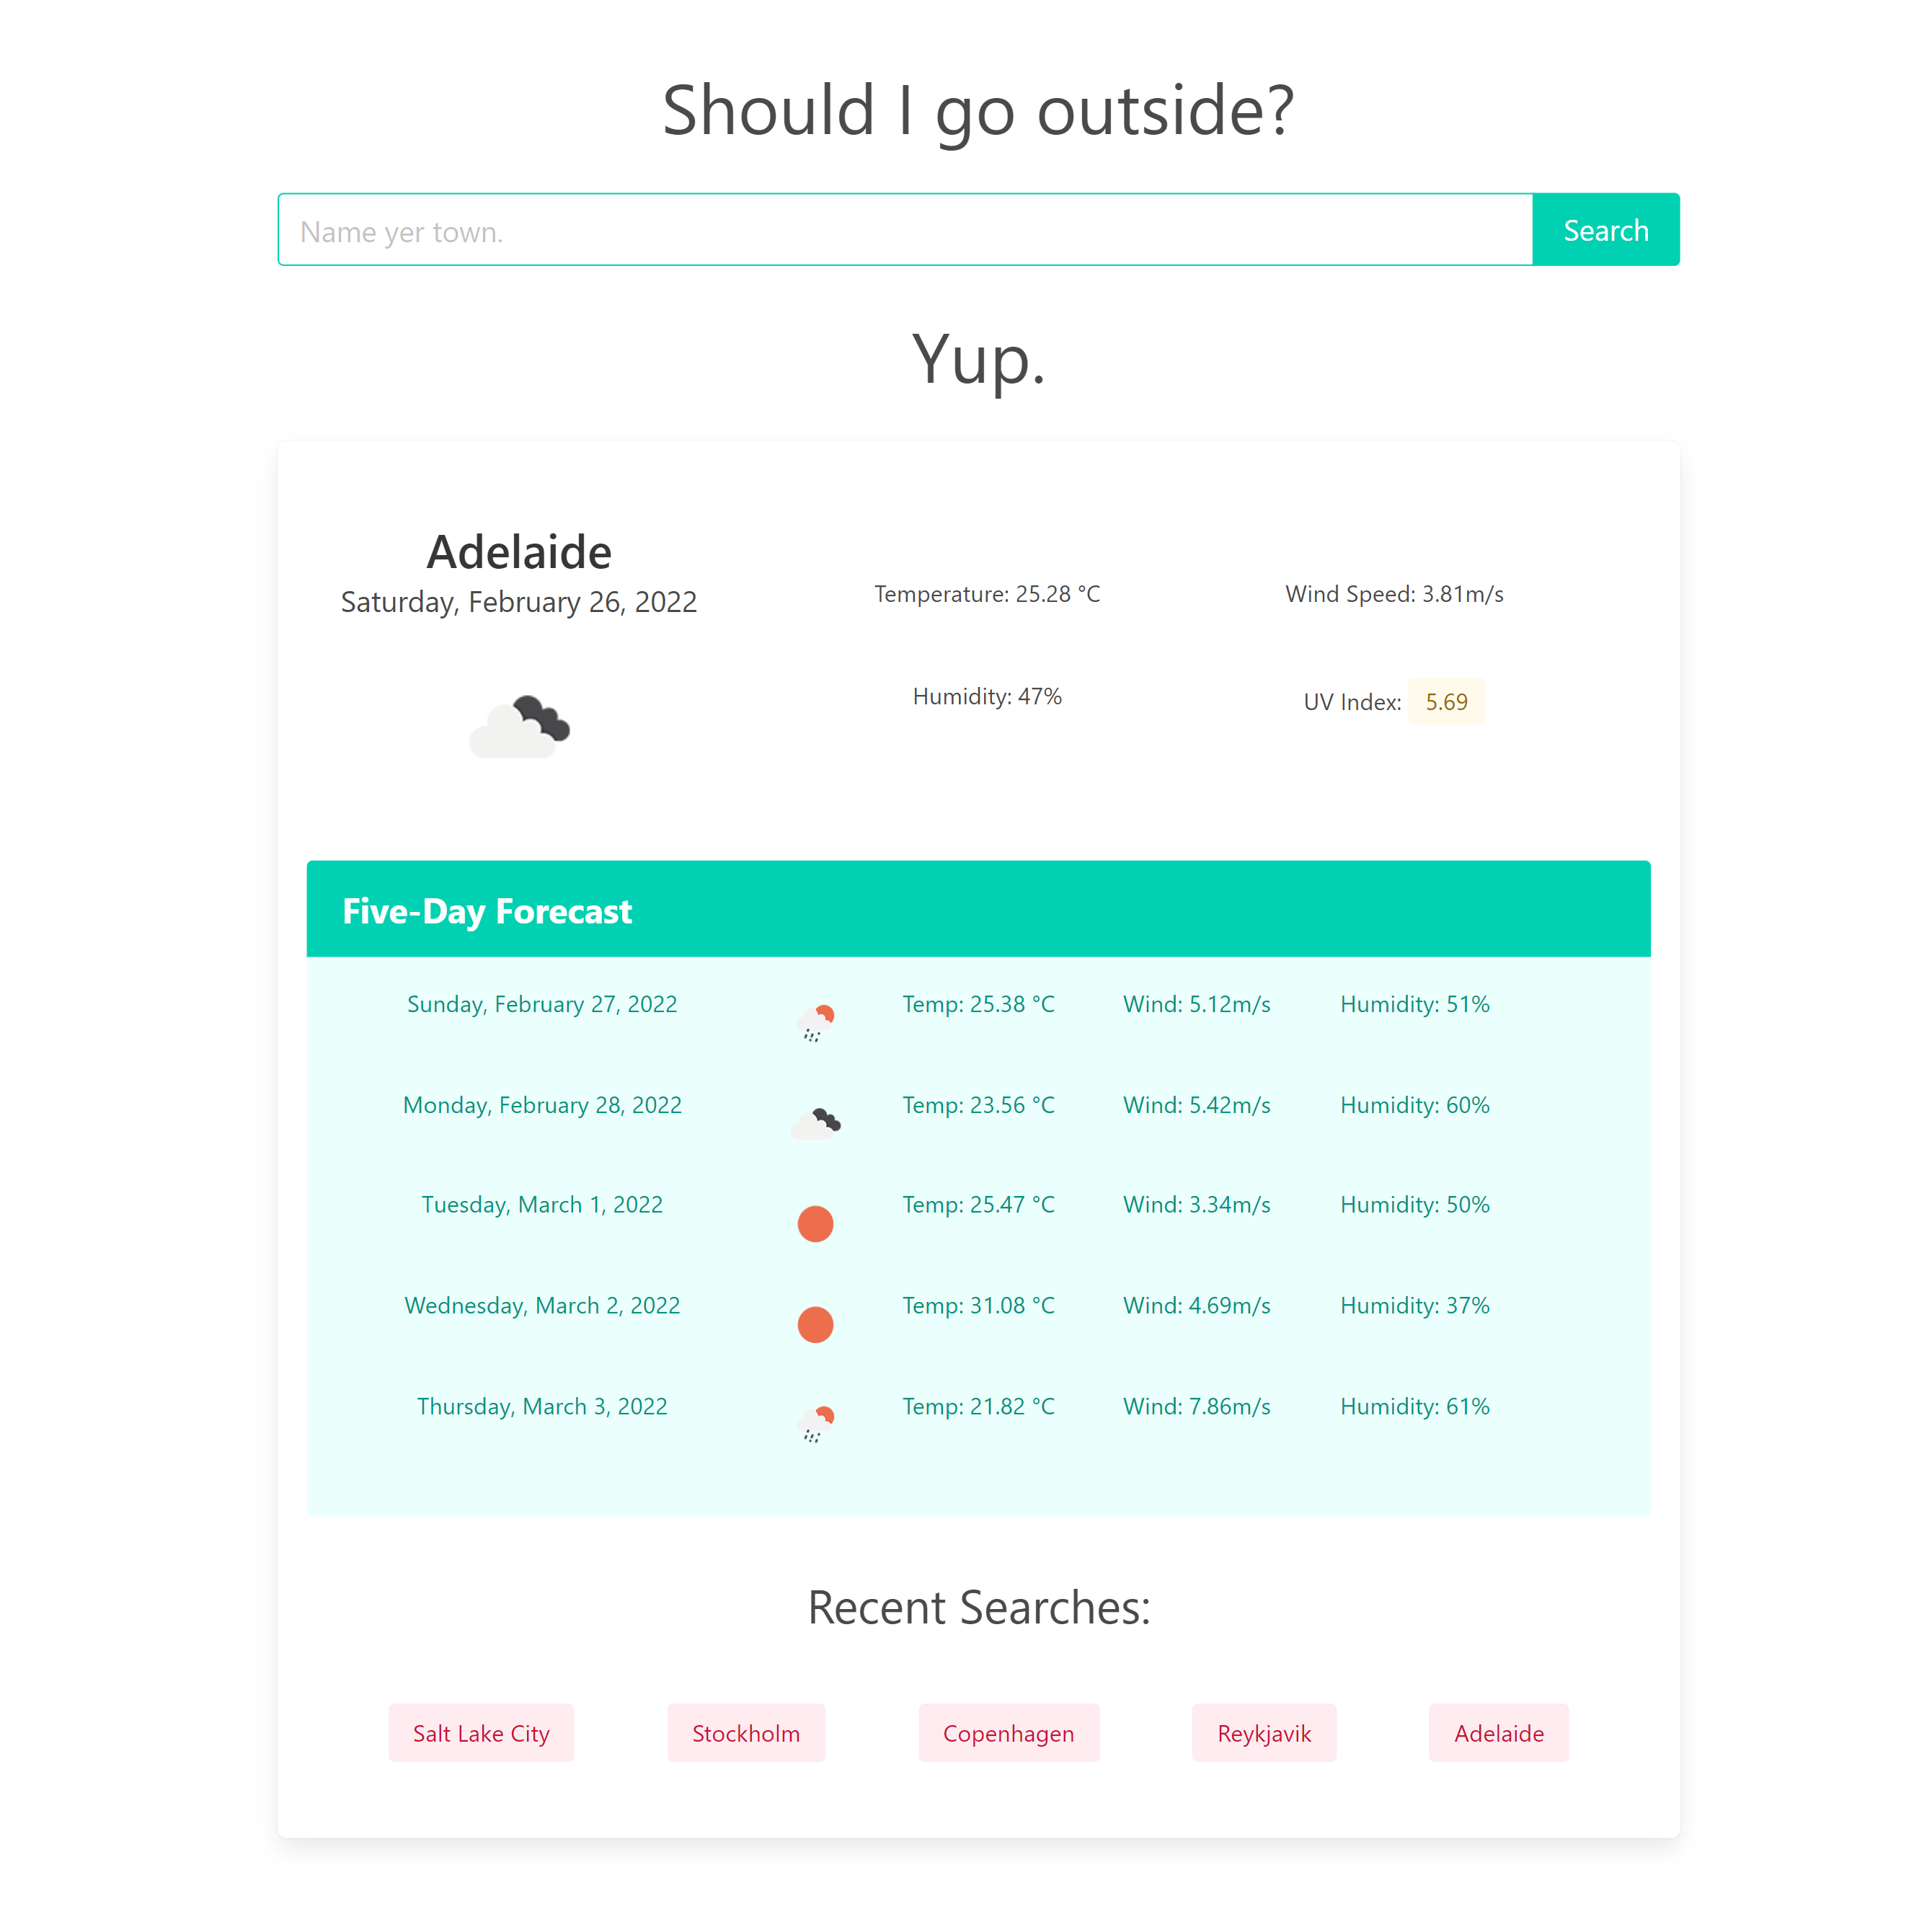 Should I go outside?
Name yer town.
Search
Yup.
Adelaide
Saturday, February 26, 2022
Temperature: 25.28 °C
Wind Speed: 3.81m/s
Humidity: 47%
UV Index: 5.69
Five-Day Forecast
Sunday, February 27, 2022 Temp: 25.38 °C Wind: 5.12m/s Humidity: 51%
Monday, February 28, 2022 Temp: 23.56 °C Wind: 5.42m/s Humidity: 60%
Tuesday, March 1, 2022 Temp: 25.47 °C Wind: 3.34m/s Humidity: 50%
Wednesday, March 2, 2022 Temp: 31.08 °C Wind: 4.69m/s Humidity: 37%
Thursday, March 3, 2022 Temp: 21.82 °C Wind: 7.86m/s Humidity: 61%
Recent Searches:
Salt Lake City Stockholm Copenhagen Reykjavik Adelaide